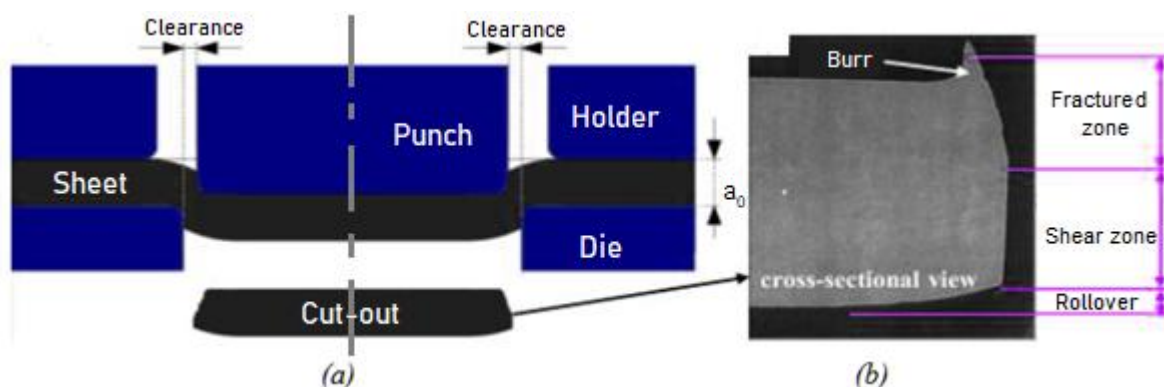 Clearance
Clearance
Punch
Holder
Sheet
a₀
Die
Cut-out
(a)
Burr
Fractured
zone
Shear zone
cross-sectional view
Rollover
(b)